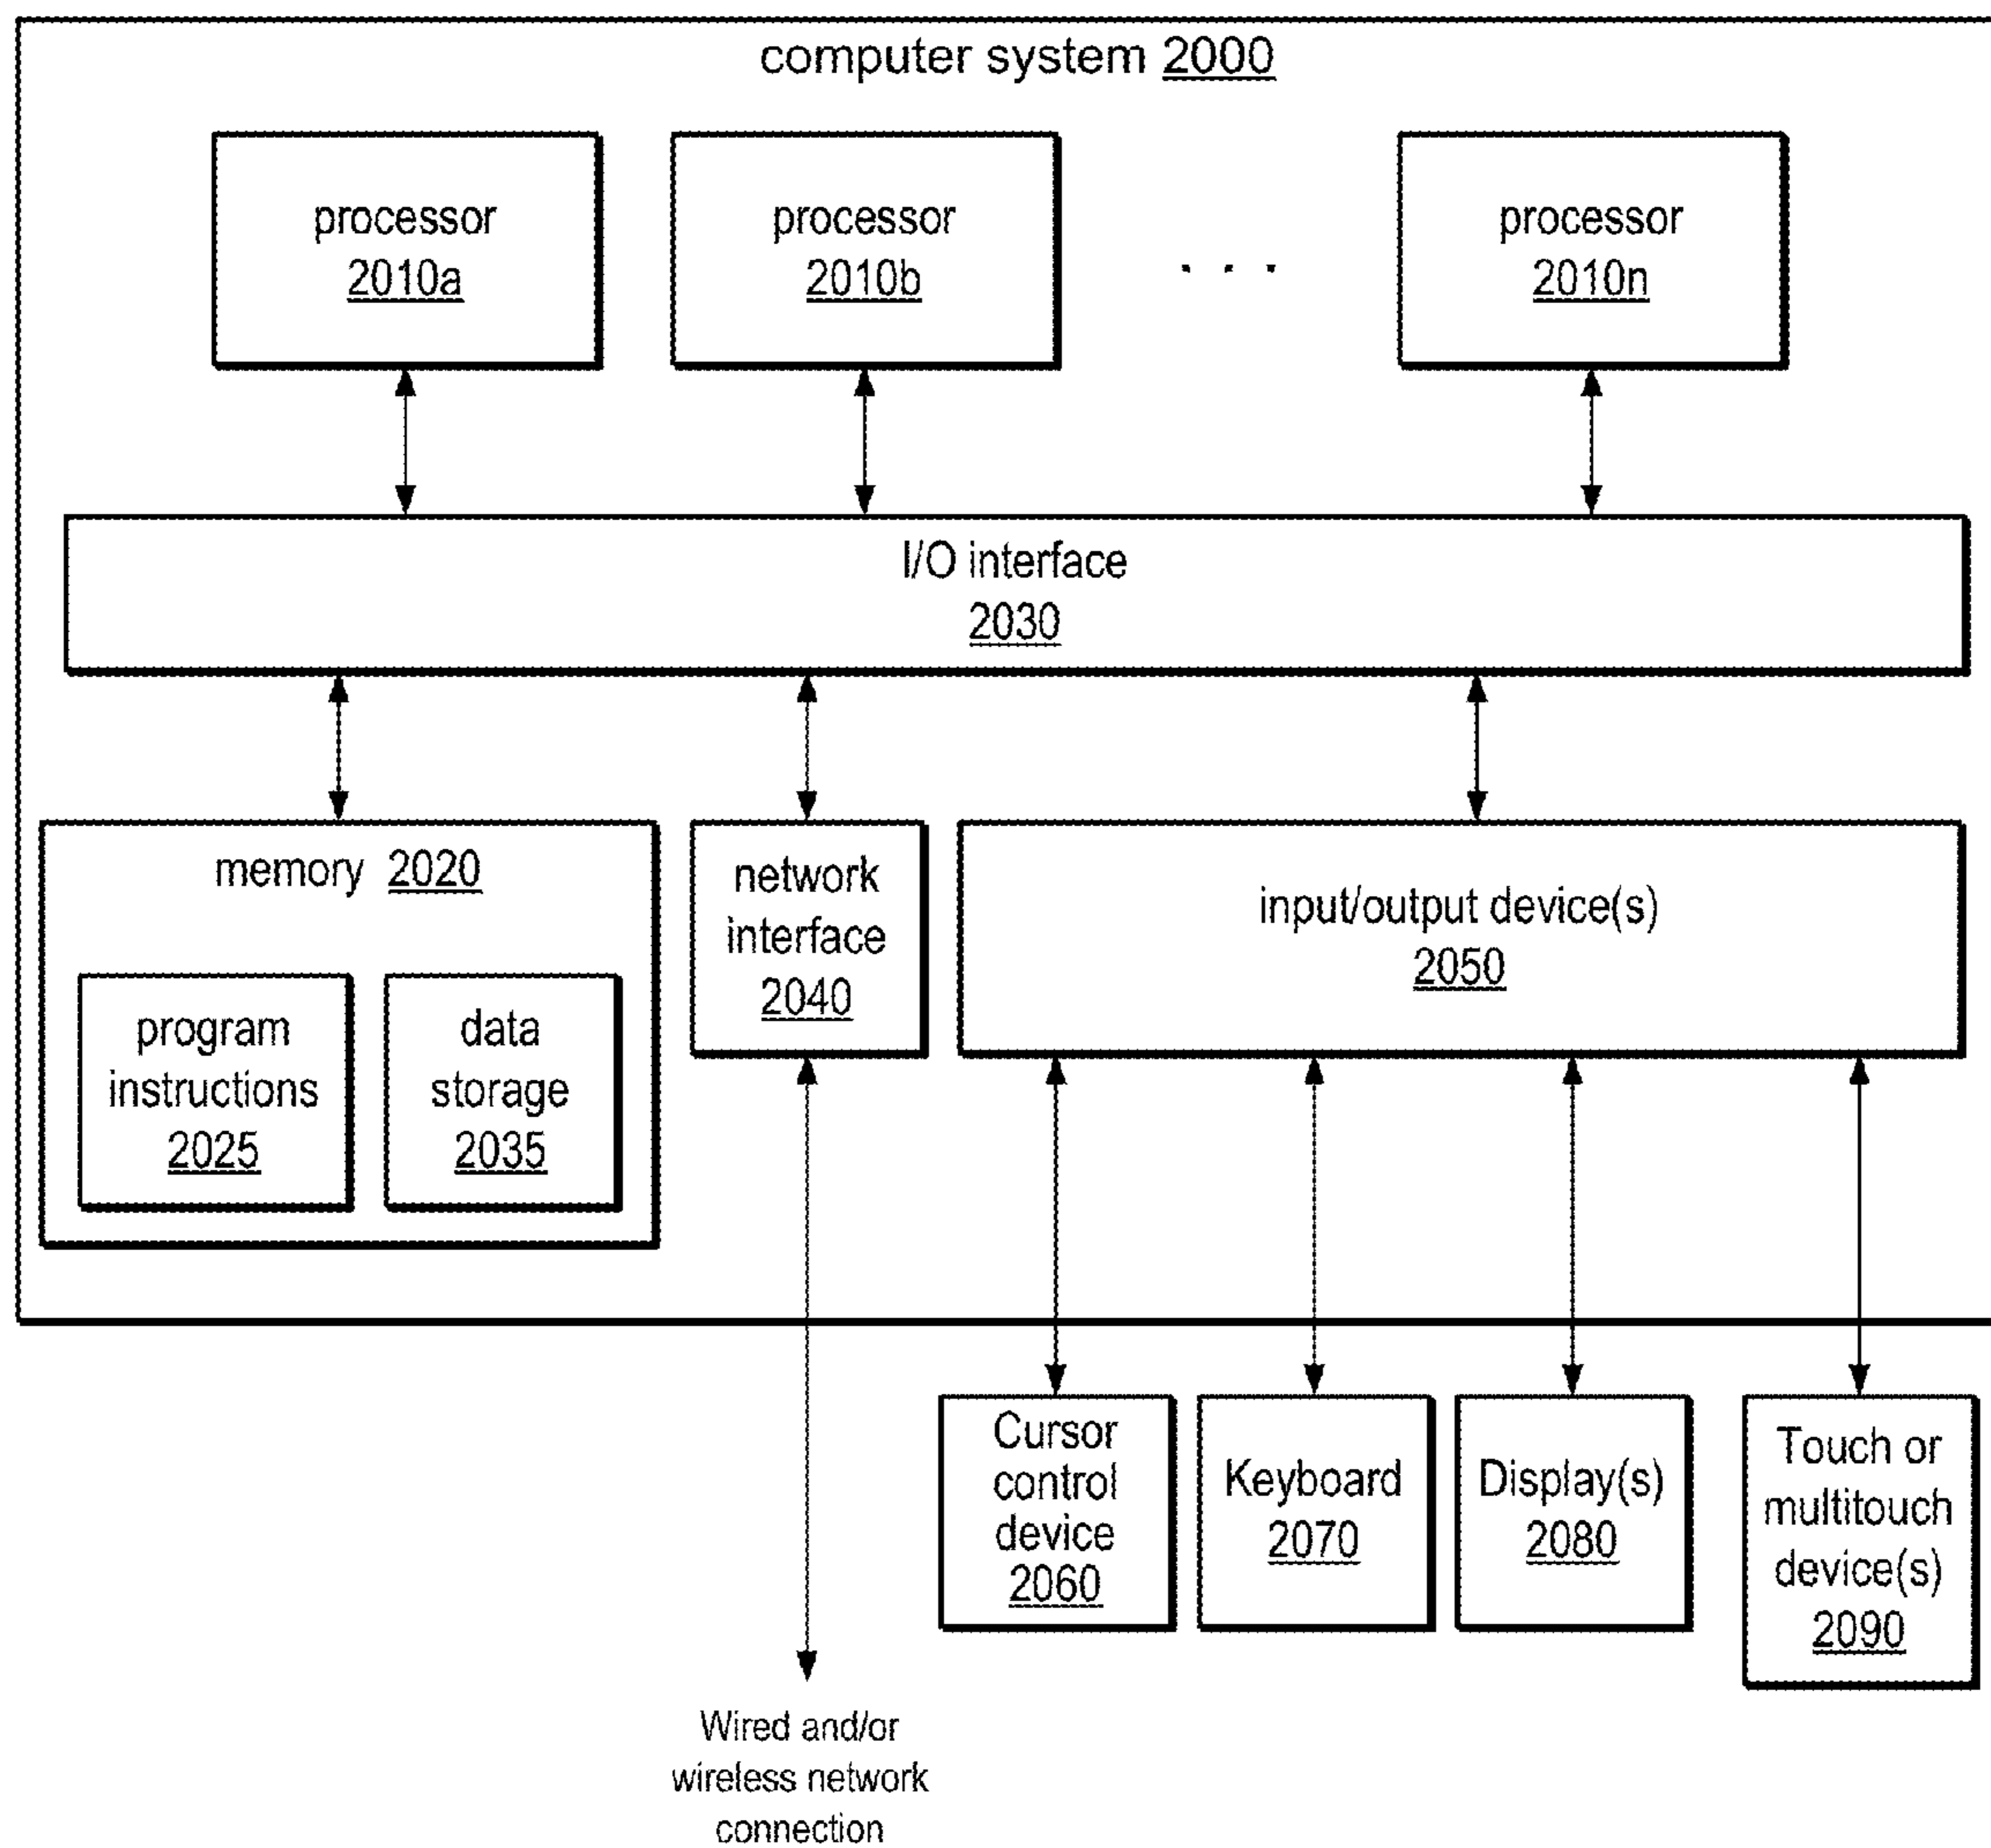 computer system 2000
processor
2010a
processor
2010b
. . .
processor
2010n
I/O interface
2030
memory 2020
program
instructions
2025
data
storage
2035
network
interface
2040
input/output device(s)
2050
Cursor
control
device
2060
Keyboard
2070
Display(s)
2080
Touch or
multitouch
device(s)
2090
Wired and/or
wireless network
connection